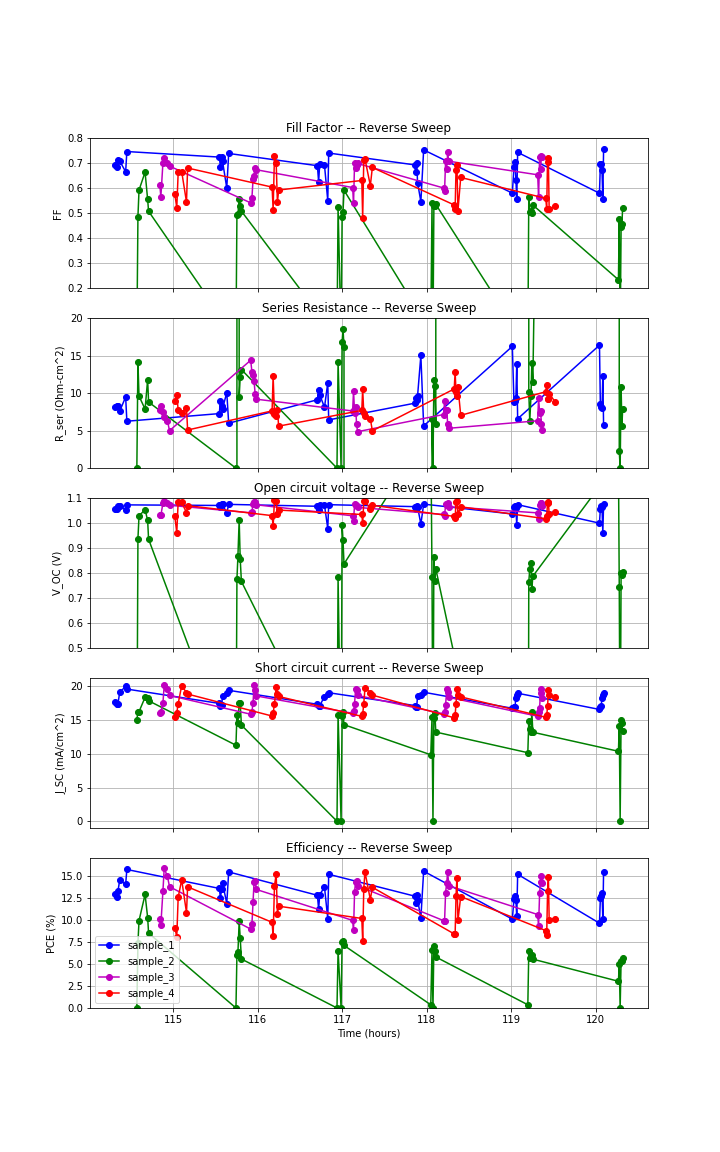 Fill Factor -- Reverse Sweep
0.8
0.7
0.6
0.5
0.4
0.3
0.2
FF
Series Resistance -- Reverse Sweep
20
15
10
5
0
R_ser (Ohm-cm^2)
Open circuit voltage -- Reverse Sweep
1.1
1.0
0.9
0.8
0.7
0.6
0.5
V_OC (V)
Short circuit current -- Reverse Sweep
20
15
10
5
0
J_SC (mA/cm^2)
Efficiency -- Reverse Sweep
15.0
12.5
10.0
7.5
5.0
2.5
0.0
PCE (%)
sample_1
sample_2
sample_3
sample_4
115 116 117 118 119 120
Time (hours)